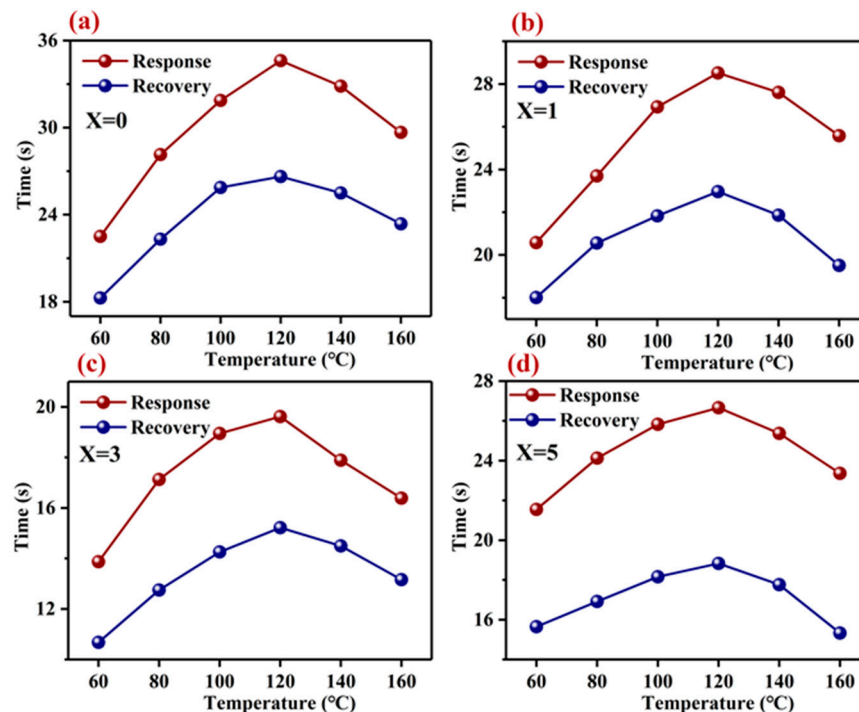 (a)
Response
Recovery
X=0
Time (s)
36
30
24
18
60 80 100 120 140 160
Temperature (°C)
(b)
Response
Recovery
X=1
Time (s)
28
24
20
60 80 100 120 140 160
Temperature (°C)
(c)
Response
Recovery
X=3
Time (s)
20
16
12
60 80 100 120 140 160
Temperature (°C)
(d)
Response
Recovery
X=5
Time (s)
28
24
20
16
60 80 100 120 140 160
Temperature (°C)